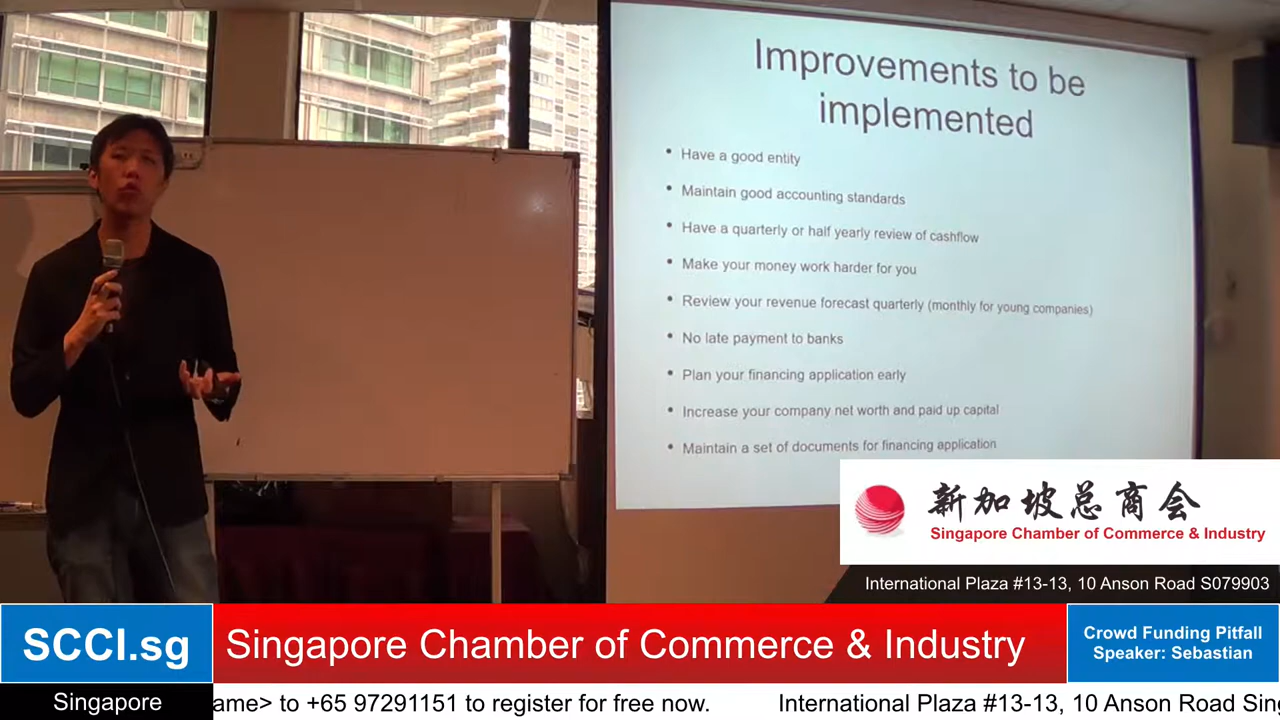 Improvements to be
implemented
• Have a good entity
• Maintain good accounting standards
• Have a quarterly or half yearly review of cashflow
• Make your money work harder for you
• Review your revenue forecast quarterly (monthly for young companies)
• No late payment to banks
• Plan your financing application early
• Increase your company net worth and paid up capital
• Maintain a set of documents for financing application
新加坡总商会
Singapore Chamber of Commerce & Industry
International Plaza #13-13, 10 Anson Road S079903
SCCI.sg
Singapore Chamber of Commerce & Industry
Crowd Funding Pitfall
Speaker: Sebastian
Singapore
ame> to +65 97291151 to register for free now. International Plaza #13-13, 10 Anson Road Sin